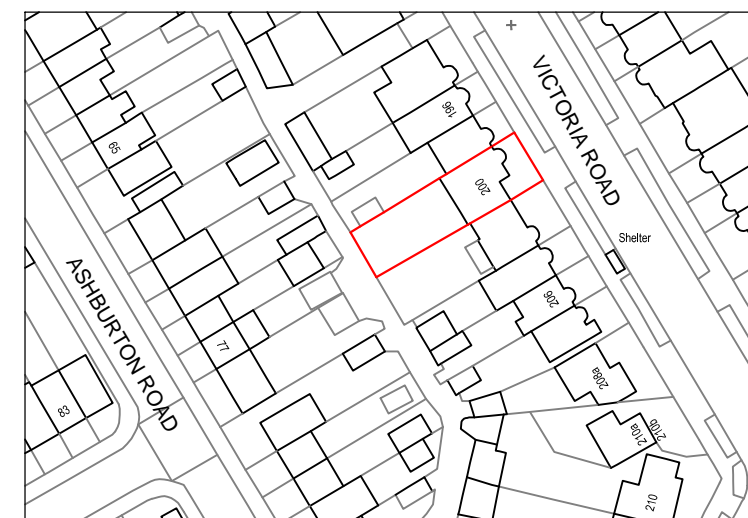 VICTORIA ROAD
196
65
200
Shelter
ASHBURTON ROAD
206
77
208a
83
210a
210b
210